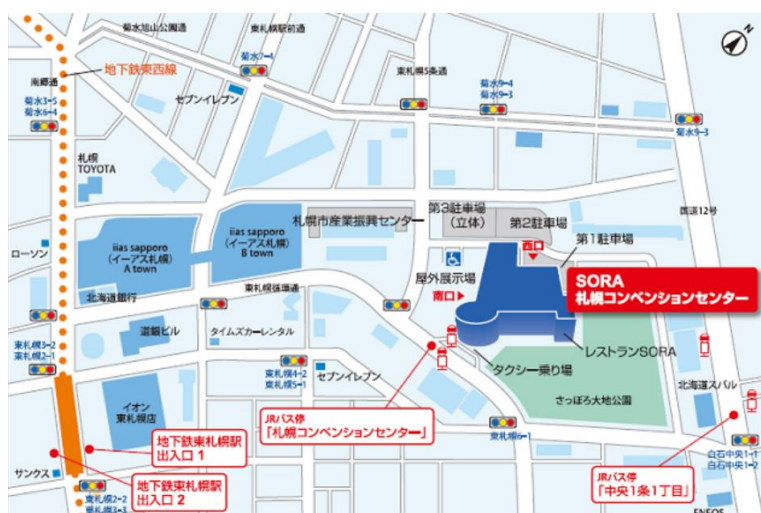 菊水旭山公園通
東札幌駅前通
N
菊水7-4
地下鉄東西線
東札幌5条通
南郷通
菊水3-5
菊水6-4
セブンイレブン
菊水9-4
菊水9-3
菊水9-3
札幌
TOYOTA
iias sapporo
(イーアス札幌)
A town
iias sapporo
(イーアス札幌)
B town
札幌市産業振興センター
第3駐車場
(立体)
第2駐車場
国道12号
西口
第1駐車場
ローソン
屋外展示場
南口
SORA
札幌コンベンションセンター
北海道銀行
東札幌循環通
道銀ビル
タイムズカーレンタル
東札幌3-2
東札幌2-1
東札幌4-2
東札幌5-1
セブンイレブン
レストランSORA
タクシー乗り場
さっぽろ大地公園
北海道スバル
イオン
東札幌店
JRバス停
「札幌コンベンションセンター」
東札幌6-1
地下鉄東札幌駅
出入口 1
白石中央1-1
白石中央1-2
サンクス
地下鉄東札幌駅
出入口 2
JRバス停
「中央1条1丁目」
東札幌2-2
東札幌3-3
ENEOS